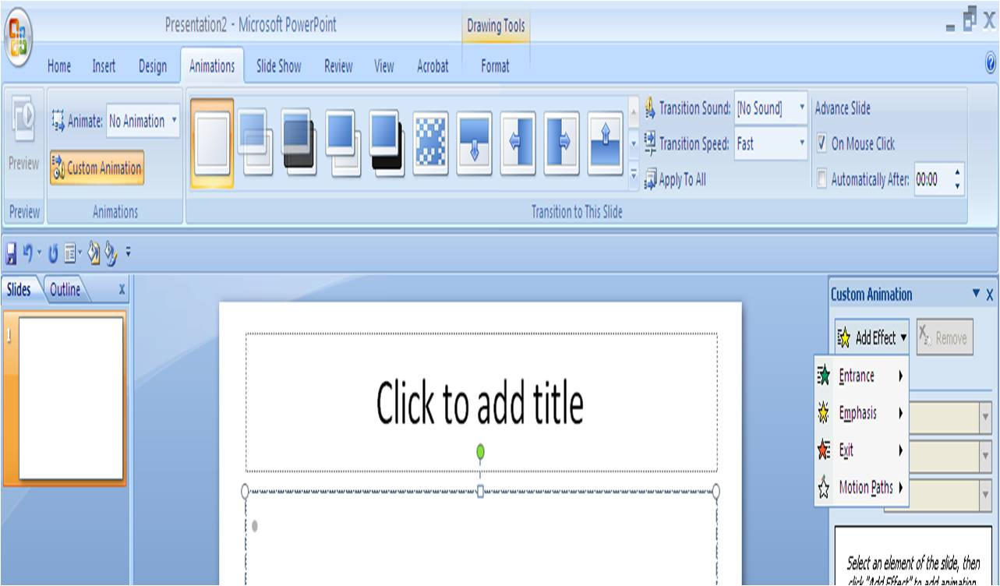 Presentation2 - Microsoft PowerPoint
Drawing Tools
Home Insert Design Animations Slide Show Review View Acrobat Format
Preview
Animate: No Animation
Custom Animation
Transition Sound: [No Sound]
Transition Speed: Fast
Apply To All
Advance Slide
On Mouse Click
Automatically After: 00:00
Preview Animations Transition to This Slide
Slides Outline
1
Click to add title
Custom Animation
Add Effect Remove
Entrance
Emphasis
Exit
Motion Paths
Select an element of the slide, then
click "Add Effect" to add animation